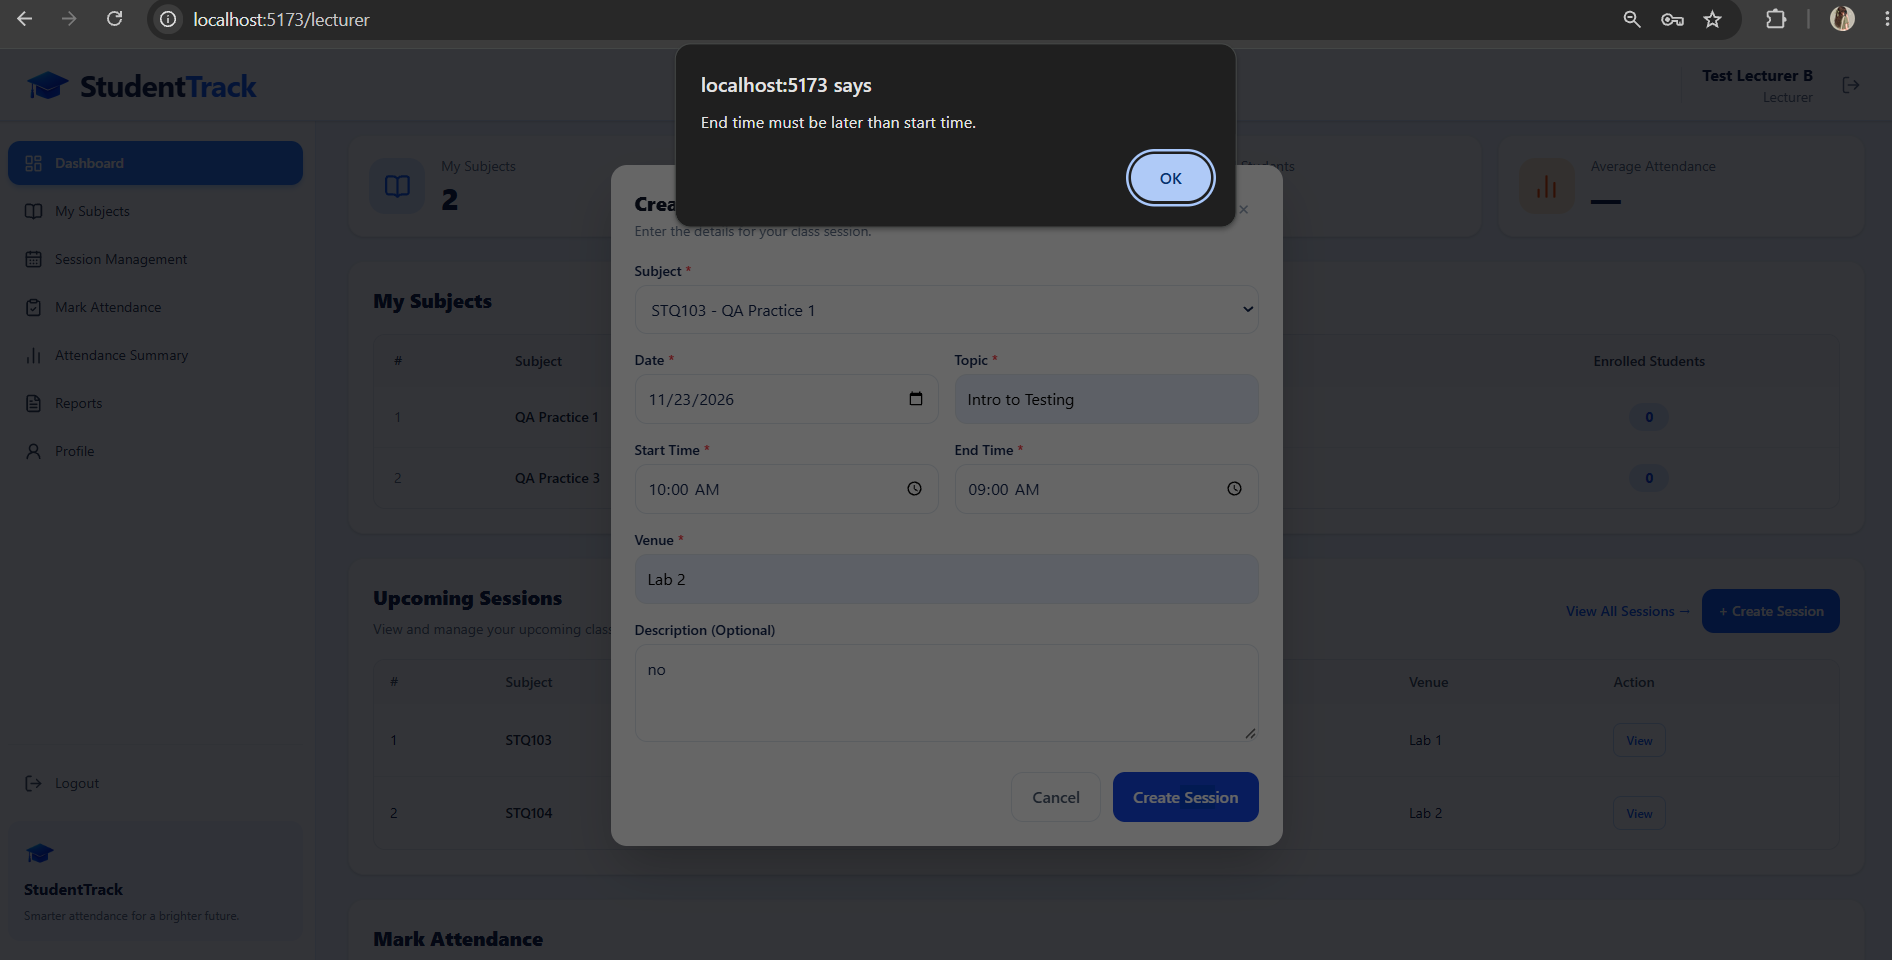 localhost:5173/lecturer
localhost:5173 says
End time must be later than start time.
OK
StudentTrack
Test Lecturer B
Lecturer
Dashboard
My Subjects
Session Management
Mark Attendance
Attendance Summary
Reports
Profile
Logout
StudentTrack
Smarter attendance for a brighter future.
My Subjects
2
Average Attendance
My Subjects
# Subject Enrolled Students
1 QA Practice 1 0
2 QA Practice 3 0
Upcoming Sessions
View and manage your upcoming class
View All Sessions →
+ Create Session
# Subject Venue Action
1 STQ103 Lab 1 View
2 STQ104 Lab 2 View
Mark Attendance
Enter the details for your class session.
×
Subject *
STQ103 - QA Practice 1
Date * Topic *
11/23/2026 Intro to Testing
Start Time * End Time *
10:00 AM 09:00 AM
Venue *
Lab 2
Description (Optional)
no
Cancel Create Session